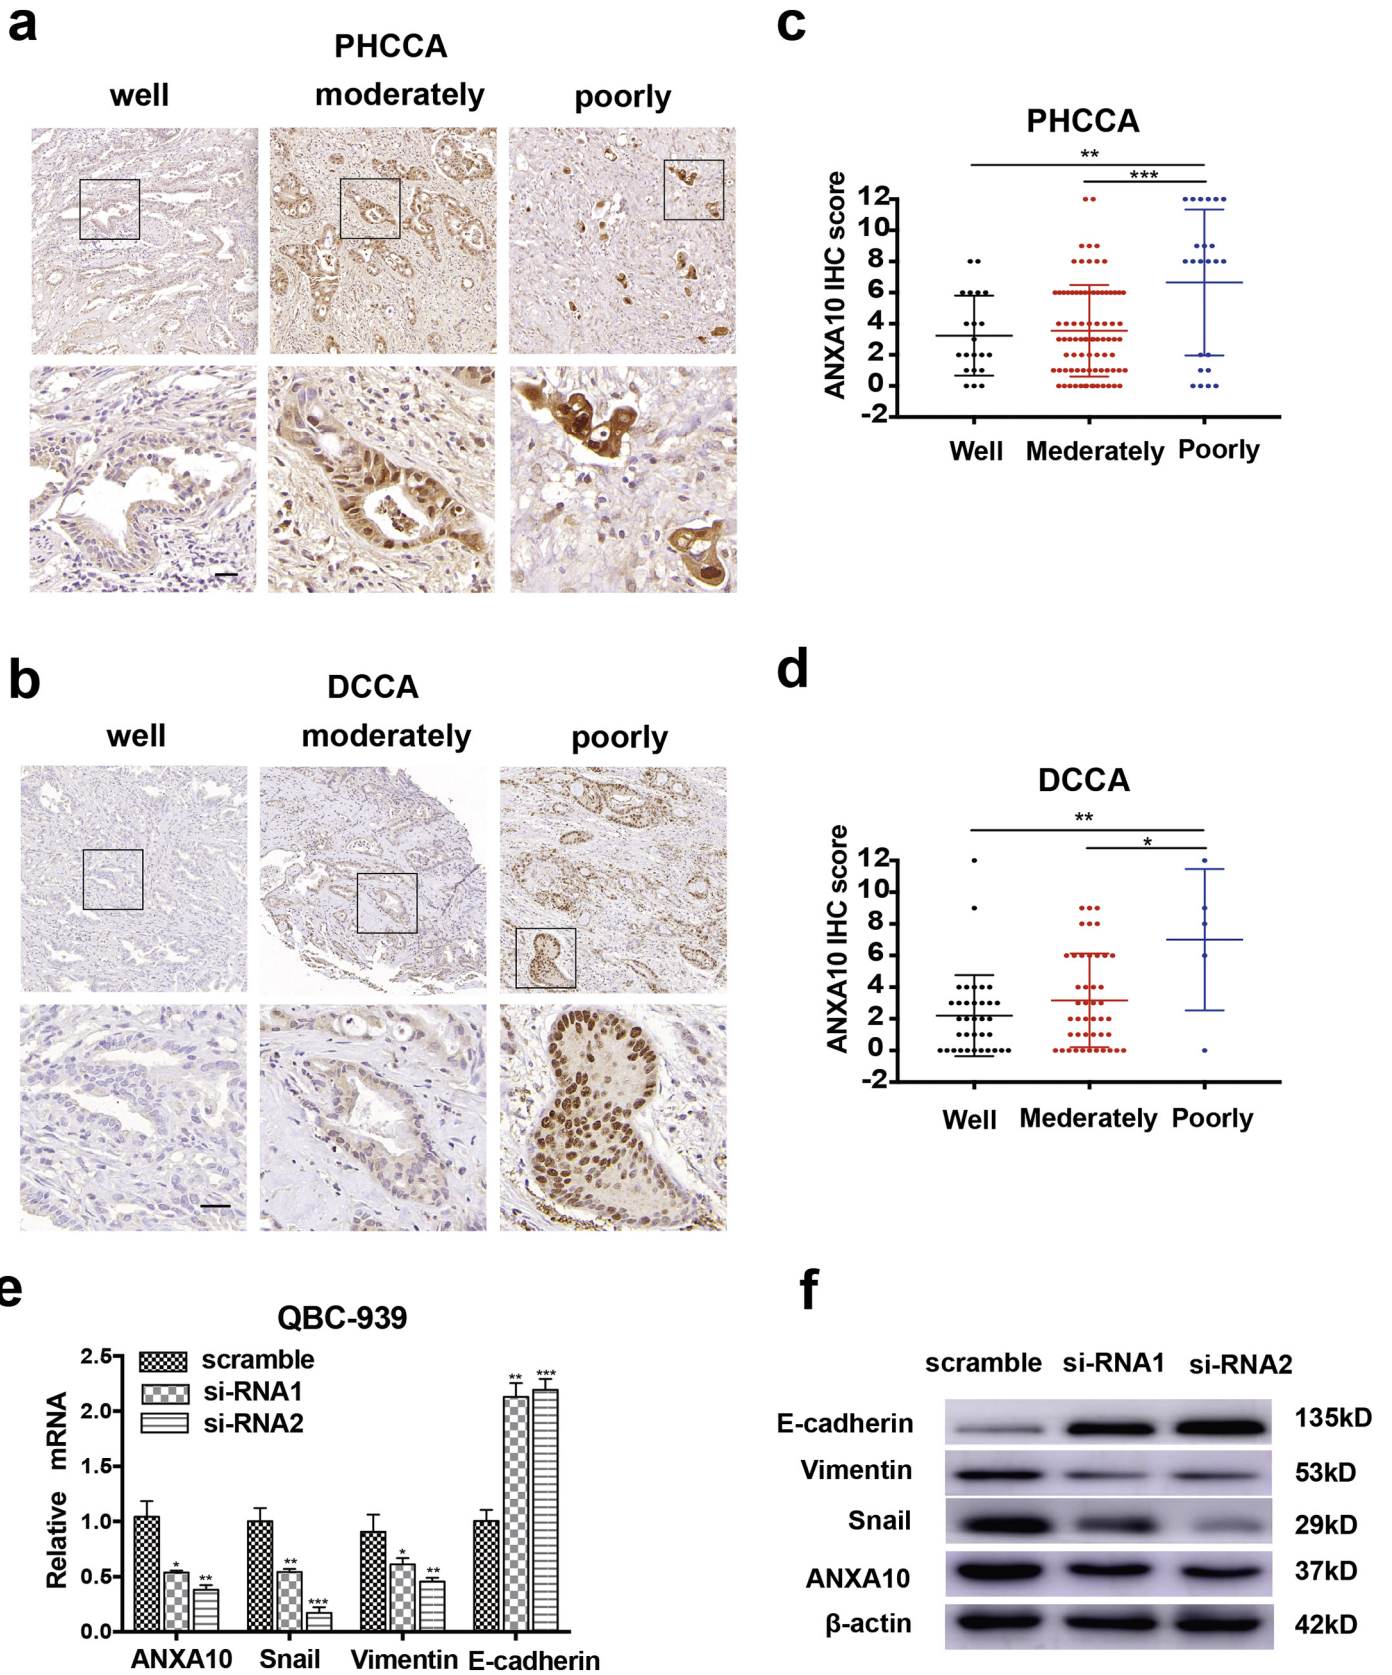 a
PHCCA
well moderately poorly
c
PHCCA
**
***
ANXA10 IHC score
12
10
8
6
4
2
0
-2
Well Mederately Poorly
b
DCCA
well moderately poorly
d
DCCA
**
*
ANXA10 IHC score
12
10
8
6
4
2
0
-2
Well Mederately Poorly
e
QBC-939
scramble
si-RNA1
si-RNA2
Relative mRNA
2.5
2.0
1.5
1.0
0.5
0.0
* ** ** *** * ** ** ***
ANXA10 Snail Vimentin E-cadherin
f
scramble si-RNA1 si-RNA2
E-cadherin 135kD
Vimentin 53kD
Snail 29kD
ANXA10 37kD
β-actin 42kD